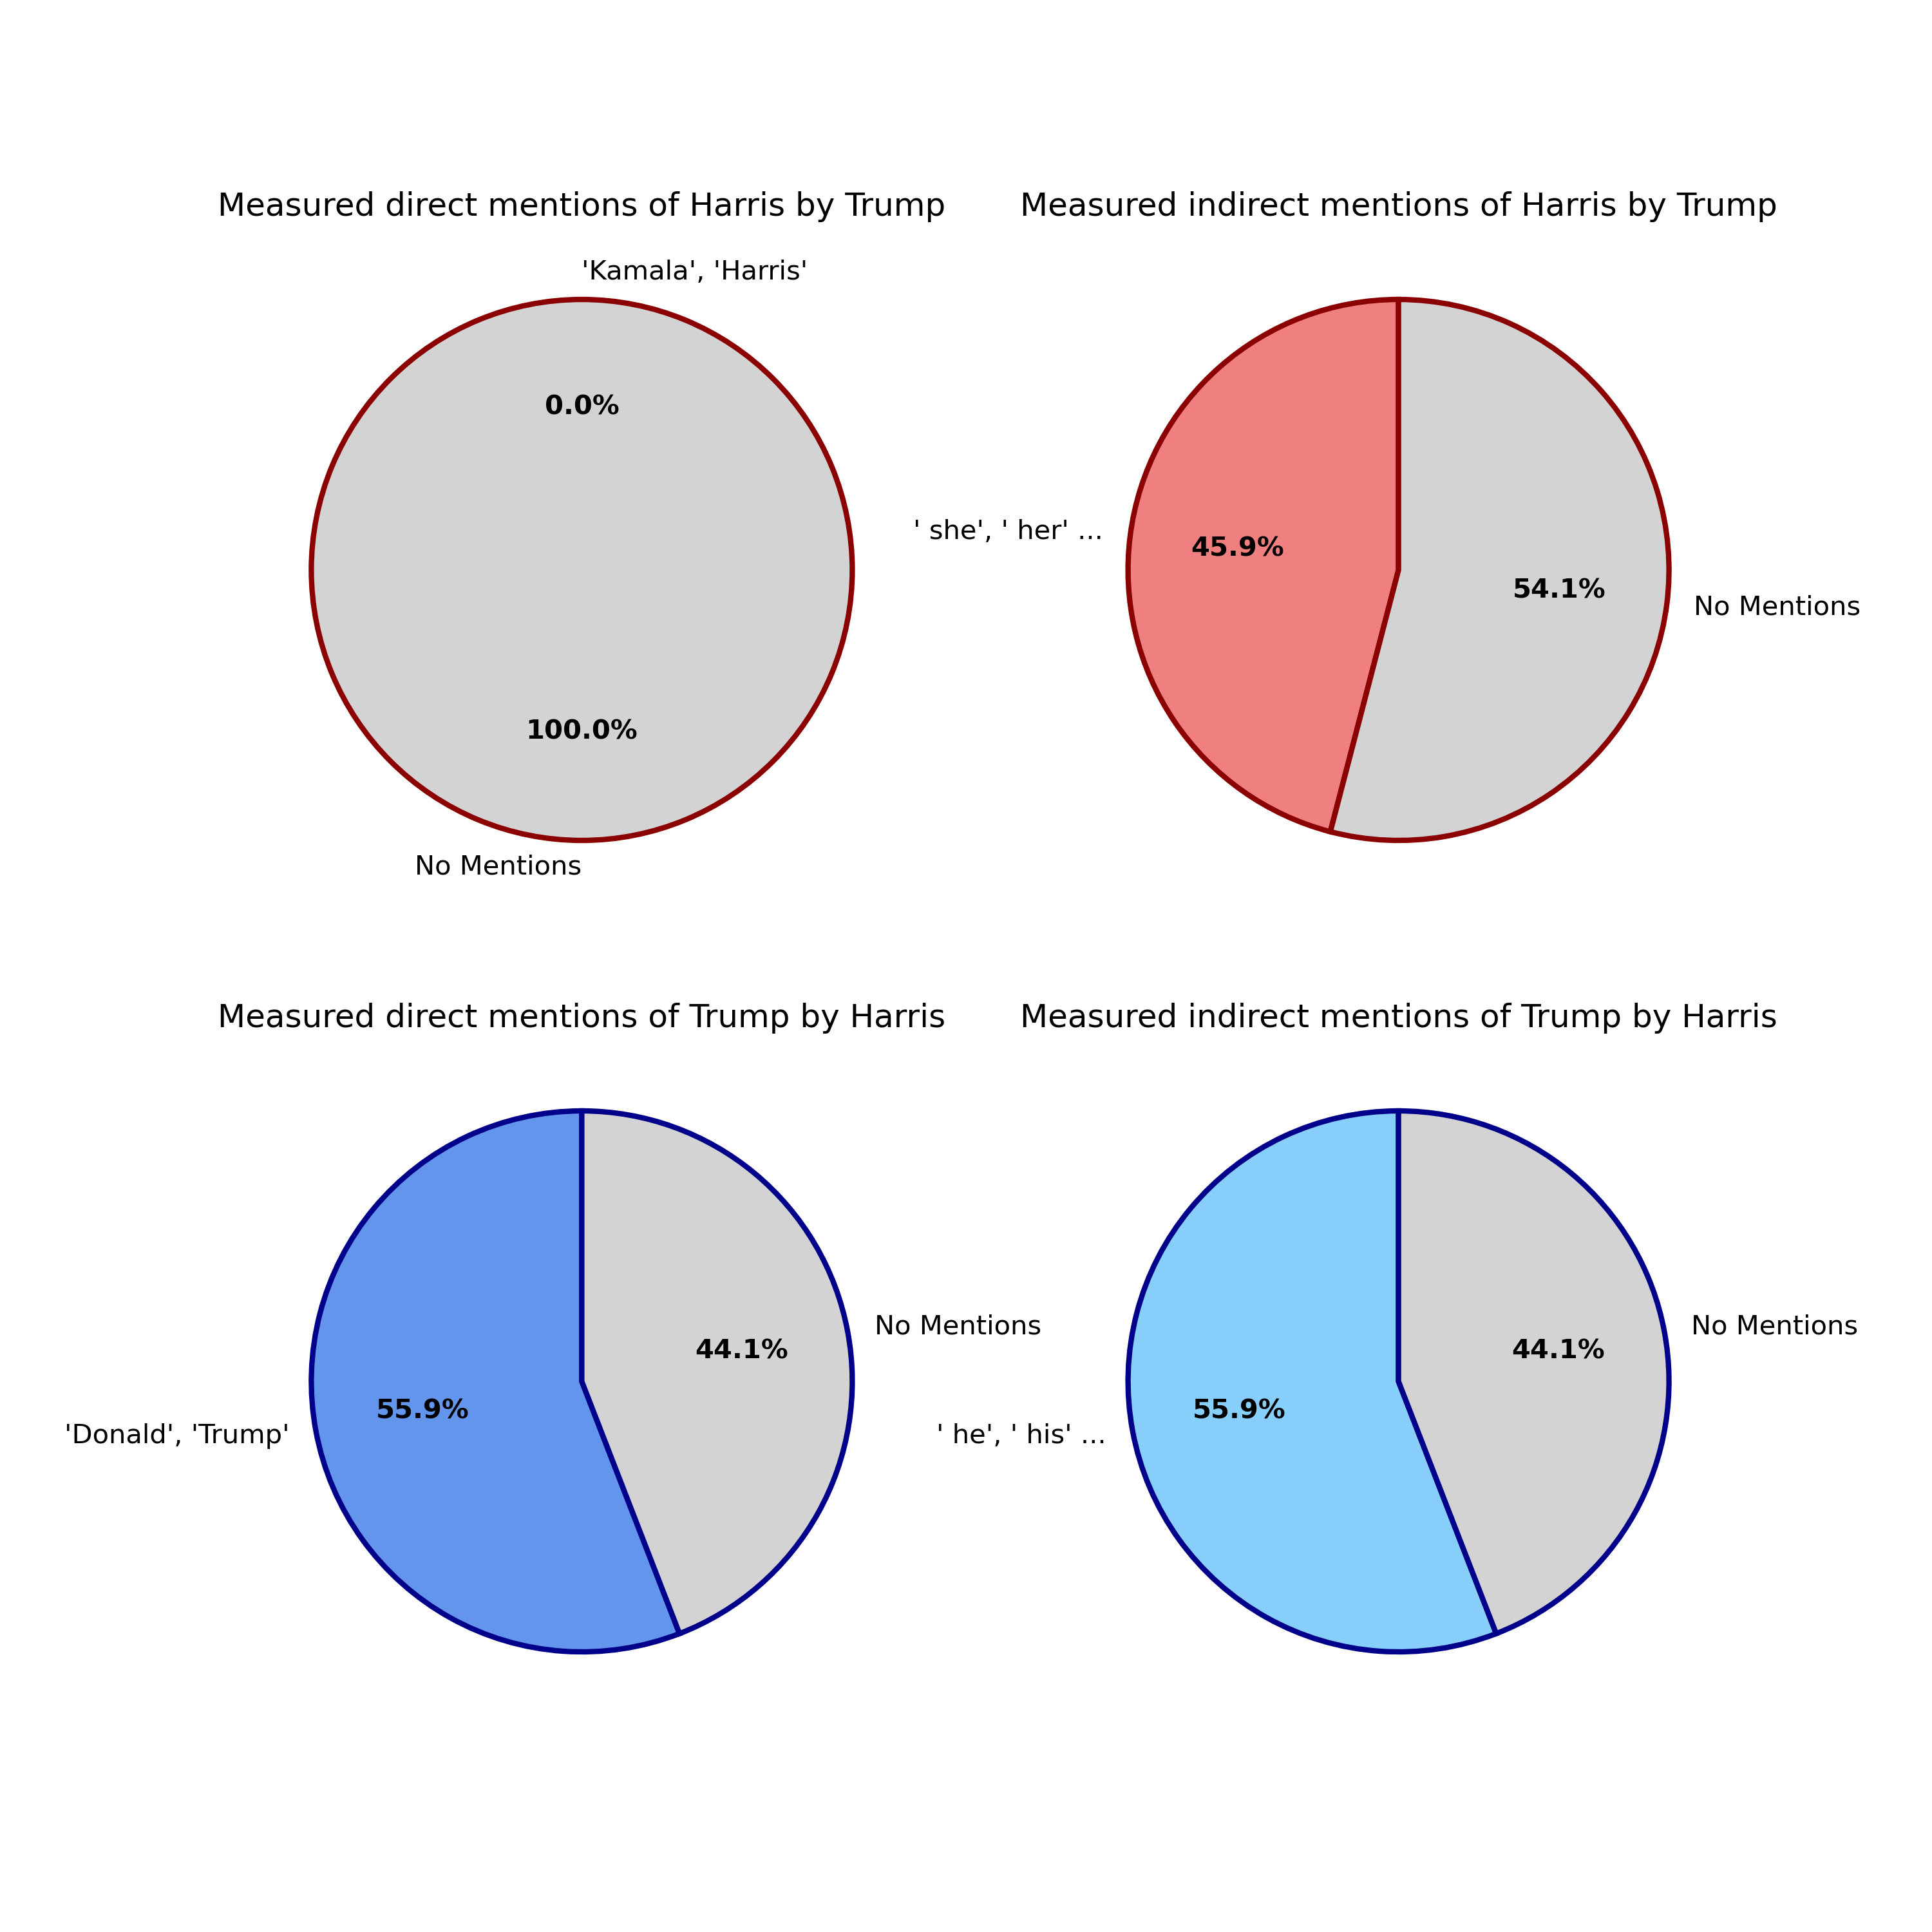 Measured direct mentions of Harris by Trump
'Kamala', 'Harris'
0.0%
100.0%
No Mentions
Measured indirect mentions of Harris by Trump
' she', ' her' ...
45.9%
54.1%
No Mentions
Measured direct mentions of Trump by Harris
No Mentions
44.1%
55.9%
'Donald', 'Trump'
Measured indirect mentions of Trump by Harris
No Mentions
44.1%
55.9%
' he', ' his' ...